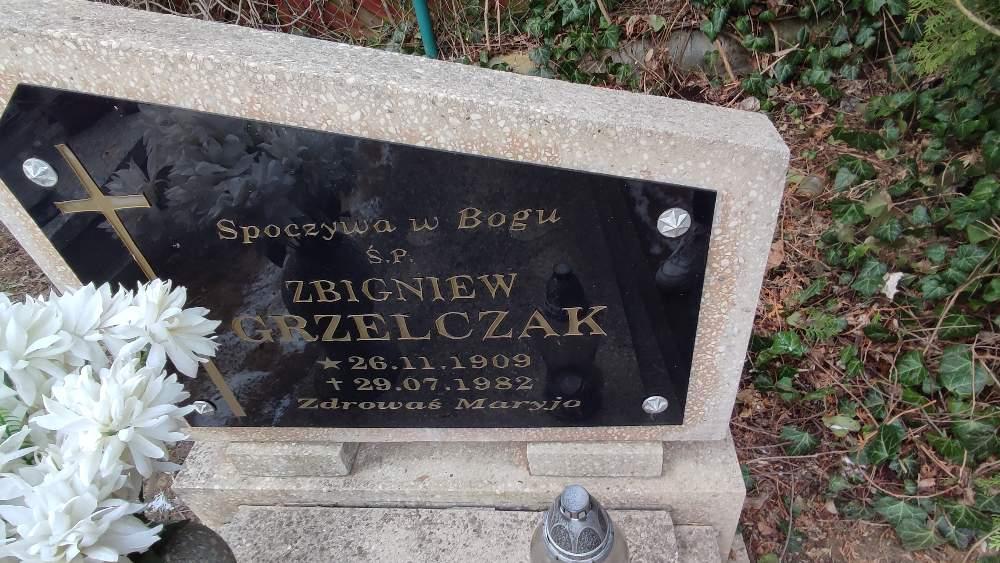 Spoczywa w Bogu
Ś.P.
ZBIGNIEW
GRZELCZAK
★ 26.11.1909
✝ 29.07.1982
Zdrowaś Maryjo